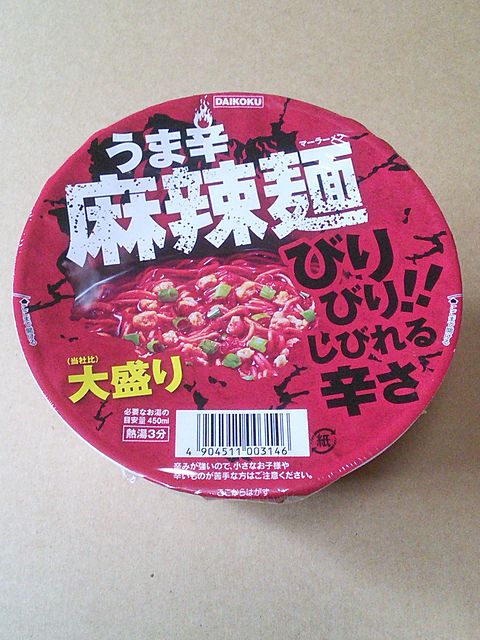 DAIKOKU
うま辛
マーラーメン
麻辣麺
びり
びり!!
じびれる
辛さ
(当社比)
大盛り
必要なお湯の
目安量 450ml
熱湯3分
4 904511 003146
紙
辛みが強いので、小さなお子様や
辛いものが苦手な方はご注意ください。
ここからはがす